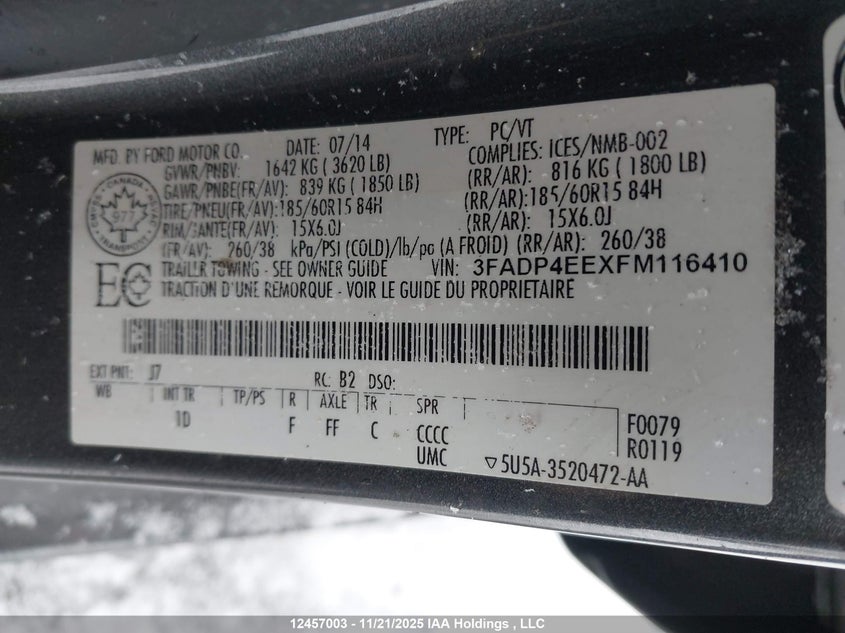 MFD. BY FORD MOTOR CO. DATE: 07/14 TYPE: PC/VT
GVWR/PNBV: 1642 KG ( 3620 LB) COMPLIES: ICES/NMB-002
GAWR/PNBE(FR/AV): 839 KG ( 1850 LB) (RR/AR): 816 KG ( 1800 LB)
TIRE/PNEU(FR/AV): 185/60R15 84H (RR/AR): 185/60R15 84H
RIM/JANTE(FR/AV): 15X6.0J (RR/AR): 15X6.0J
(FR/AV): 260/38 kPa/PSI (COLD)/lb/po (A FROID) (RR/AR): 260/38
TRAILER TOWING - SEE OWNER GUIDE VIN: 3FADP4EEXFM116410
TRACTION D'UNE REMORQUE - VOIR LE GUIDE DU PROPRIETAIRE
CANADA
977
TRANSPORT
EC
EXT PNT: J7 RC: B2 DSO:
WB INT TR TP/PS R AXLE TR SPR
1D F FF C CCCC
UMC
F0079
R0119
▽5U5A-3520472-AA
12457003 - 11/21/2025 IAA Holdings , LLC